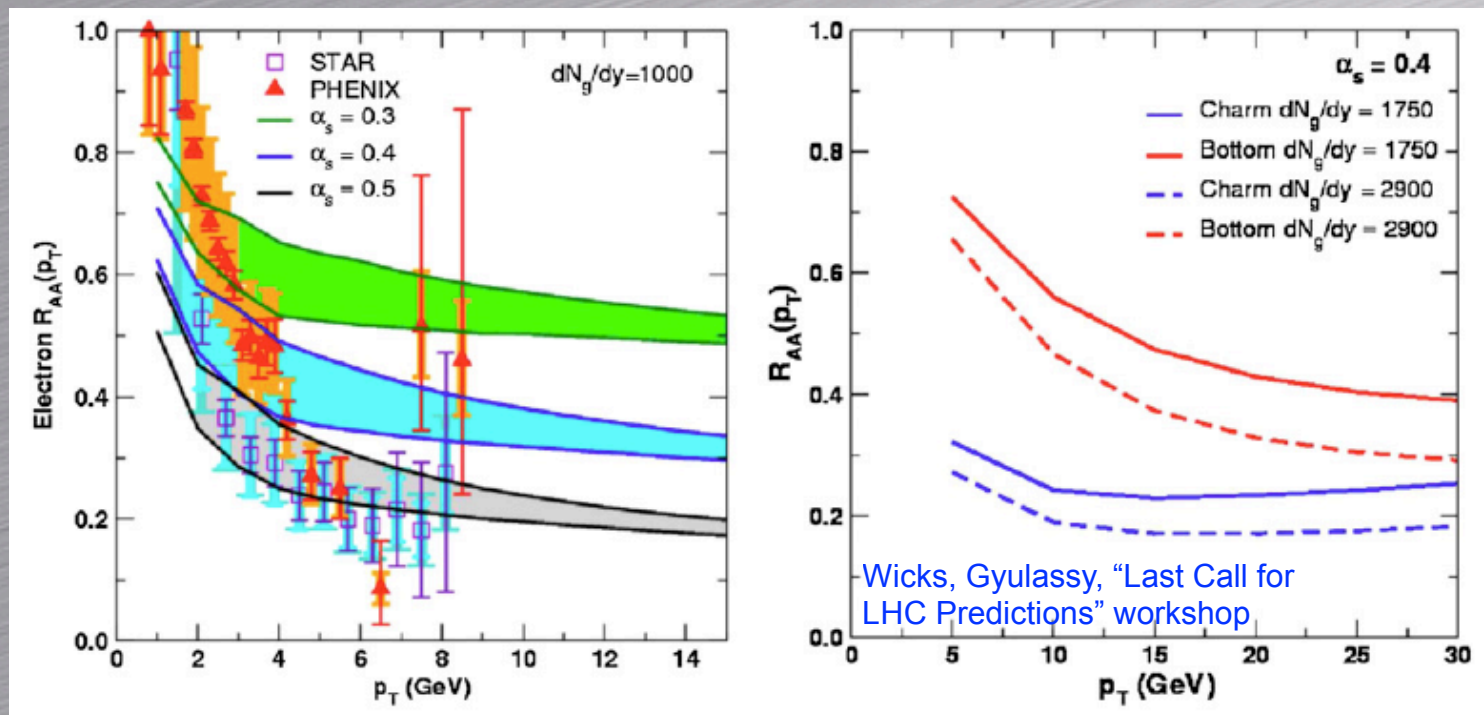 1.0
0.8
0.6
0.4
0.2
0.0
Electron R_AA(p_T)
STAR
PHENIX
α_s = 0.3
α_s = 0.4
α_s = 0.5
dN_g/dy=1000
0 2 4 6 8 10 12 14
p_T (GeV)
1.0
0.8
0.6
0.4
0.2
0.0
R_AA(p_T)
α_s = 0.4
Charm dN_g/dy = 1750
Bottom dN_g/dy = 1750
Charm dN_g/dy = 2900
Bottom dN_g/dy = 2900
Wicks, Gyulassy, “Last Call for
LHC Predictions” workshop
0 5 10 15 20 25 30
p_T (GeV)